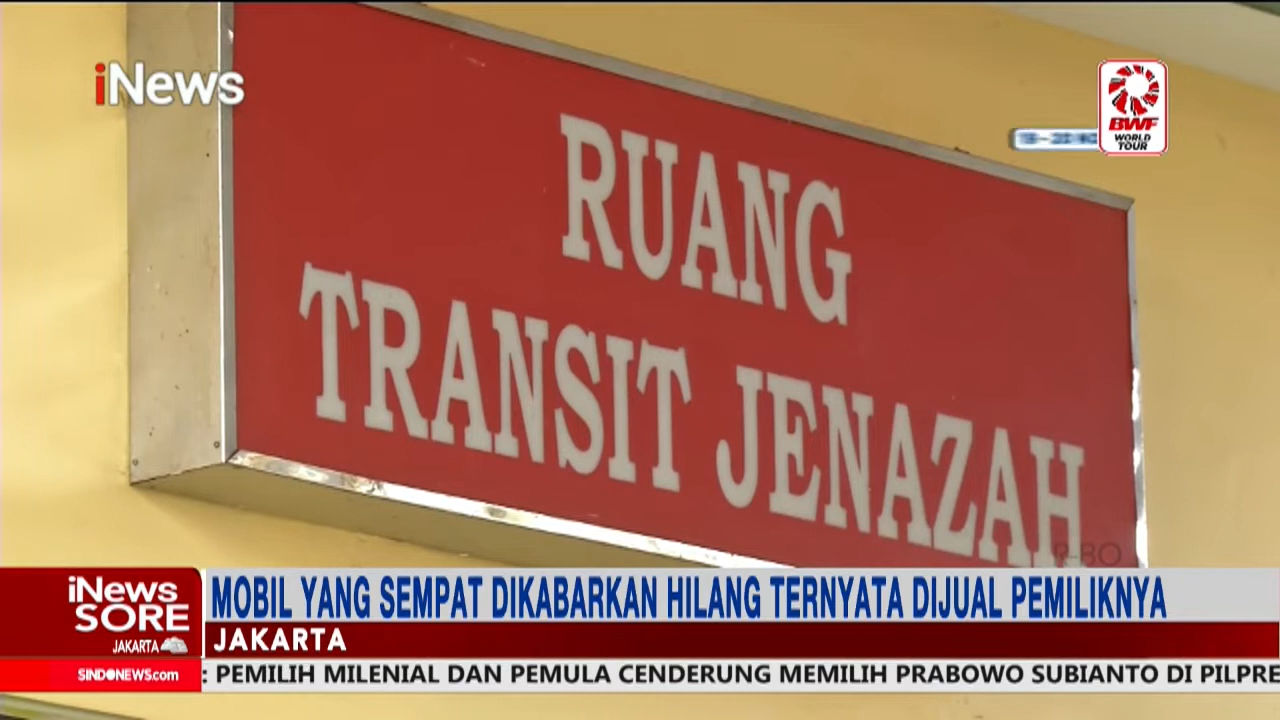 iNews
BWF
WORLD
TOUR
RUANG
TRANSIT JENAZAH
R-BO
iNews
SORE
JAKARTA
MOBIL YANG SEMPAT DIKABARKAN HILANG TERNYATA DIJUAL PEMILIKNYA
JAKARTA
SINDONEWS.com
: PEMILIH MILENIAL DAN PEMULA CENDERUNG MEMILIH PRABOWO SUBIANTO DI PILPRE